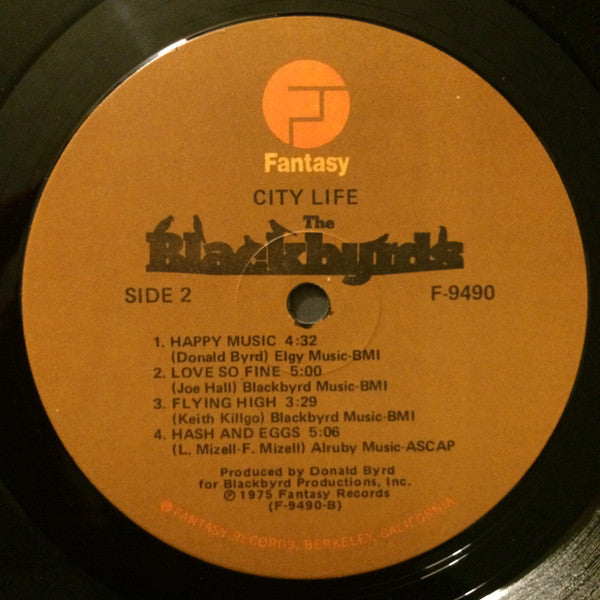 Fantasy
CITY LIFE
The
Blackbyrds
SIDE 2
F-9490
1. HAPPY MUSIC 4:32
(Donald Byrd) Elgy Music-BMI
2. LOVE SO FINE 5:00
(Joe Hall) Blackbyrd Music-BMI
3. FLYING HIGH 3:29
(Keith Killgo) Blackbyrd Music-BMI
4. HASH AND EGGS 5:06
(L. Mizell-F. Mizell) Alruby Music-ASCAP
Produced by Donald Byrd
for Blackbyrd Productions, Inc.
℗ 1975 Fantasy Records
(F-9490-B)
℗ FANTASY RECORDS, BERKELEY, CALIFORNIA